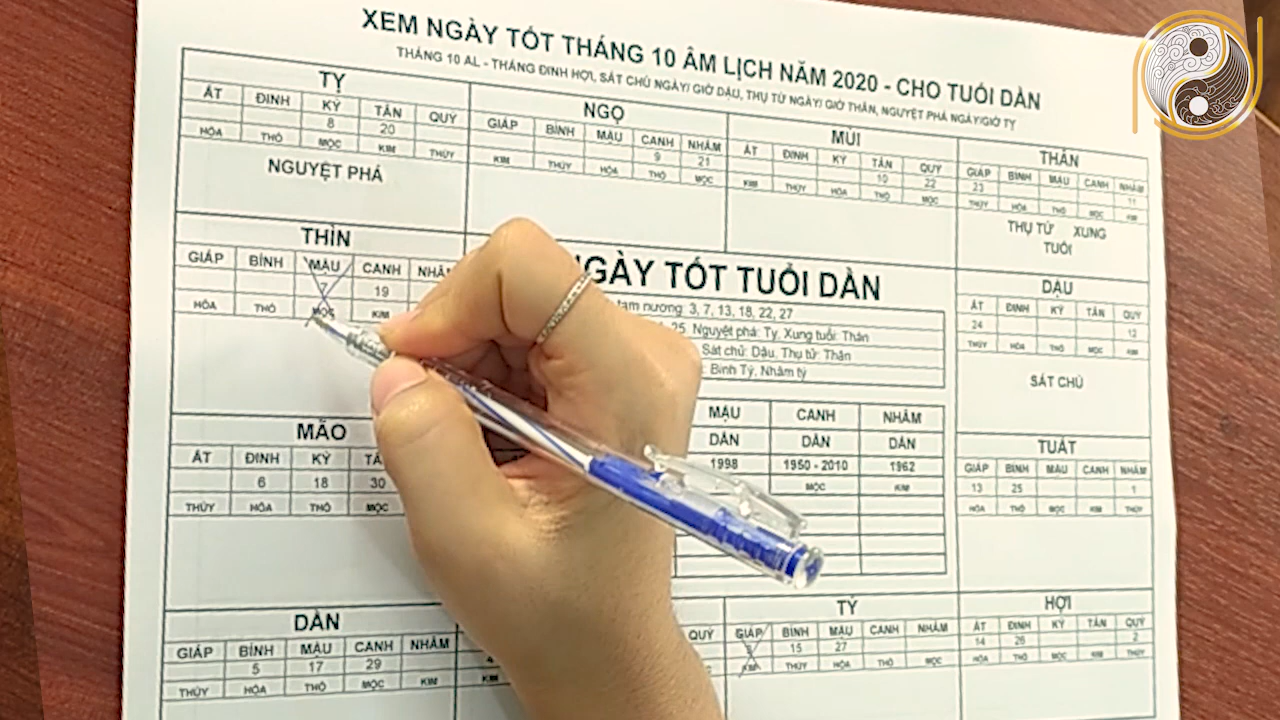 XEM NGÀY TỐT THÁNG 10 ÂM LỊCH NĂM 2020 - CHO TUỔI DẦN
THÁNG 10 AL - THÁNG ĐINH HỢI, SÁT CHỦ NGÀY/ GIỜ DẬU, THỤ TỬ NGÀY/ GIỜ THÂN, NGUYỆT PHÁ NGÀY/GIỜ TỴ
TỴ
ẤT ĐINH KỶ TÂN QUÝ
8 20
HỎA THỔ MỘC KIM THỦY
NGUYỆT PHÁ
NGỌ
GIÁP BÍNH MẬU CANH NHÂM
9 21
KIM THỦY HỎA THỔ MỘC
MÙI
ẤT ĐINH KỶ TÂN QUÝ
10 22
KIM THỦY HỎA THỔ MỘC
THÂN
GIÁP BÍNH MẬU CANH NHÂM
23 11
KIM THỦY HỎA THỔ MỘC KIM
THỤ TỬ XUNG
TUỔI
THÌN
GIÁP BÍNH MẬU CANH NHÂM
7 19
HỎA THỔ MỘC KIM
NGÀY TỐT TUỔI DẦN
tam nương: 3, 7, 13, 18, 22, 27
25, Nguyệt phá: Tỵ, Xung tuổi: Thân
Sát chủ: Dậu, Thụ tử: Thân
: Bính Tý, Nhâm tý
MẬU CANH NHÂM
DẦN DẦN DẦN
1998 1950 - 2010 1962
MỘC KIM
DẬU
ẤT ĐINH KỶ TÂN QUÝ
24 12
THỦY HỎA THỔ MỘC KIM
SÁT CHỦ
MÃO
ẤT ĐINH KỶ
6 18 30
THỦY HỎA THỔ
TUẤT
GIÁP BÍNH MẬU CANH NHÂM
13 25 1
HỎA THỔ MỘC KIM THỦY
DẦN
GIÁP BÍNH MẬU CANH NHÂM
5 17 29
THỦY HỎA THỔ MỘC KIM
4
KIM
QUÝ
TÝ
GIÁP BÍNH MẬU CANH NHÂM
15 27
KIM THỦY HỎA THỔ MỘC
HỢI
ẤT ĐINH KỶ TÂN QUÝ
14 26 2
HỎA THỔ MỘC KIM THỦY